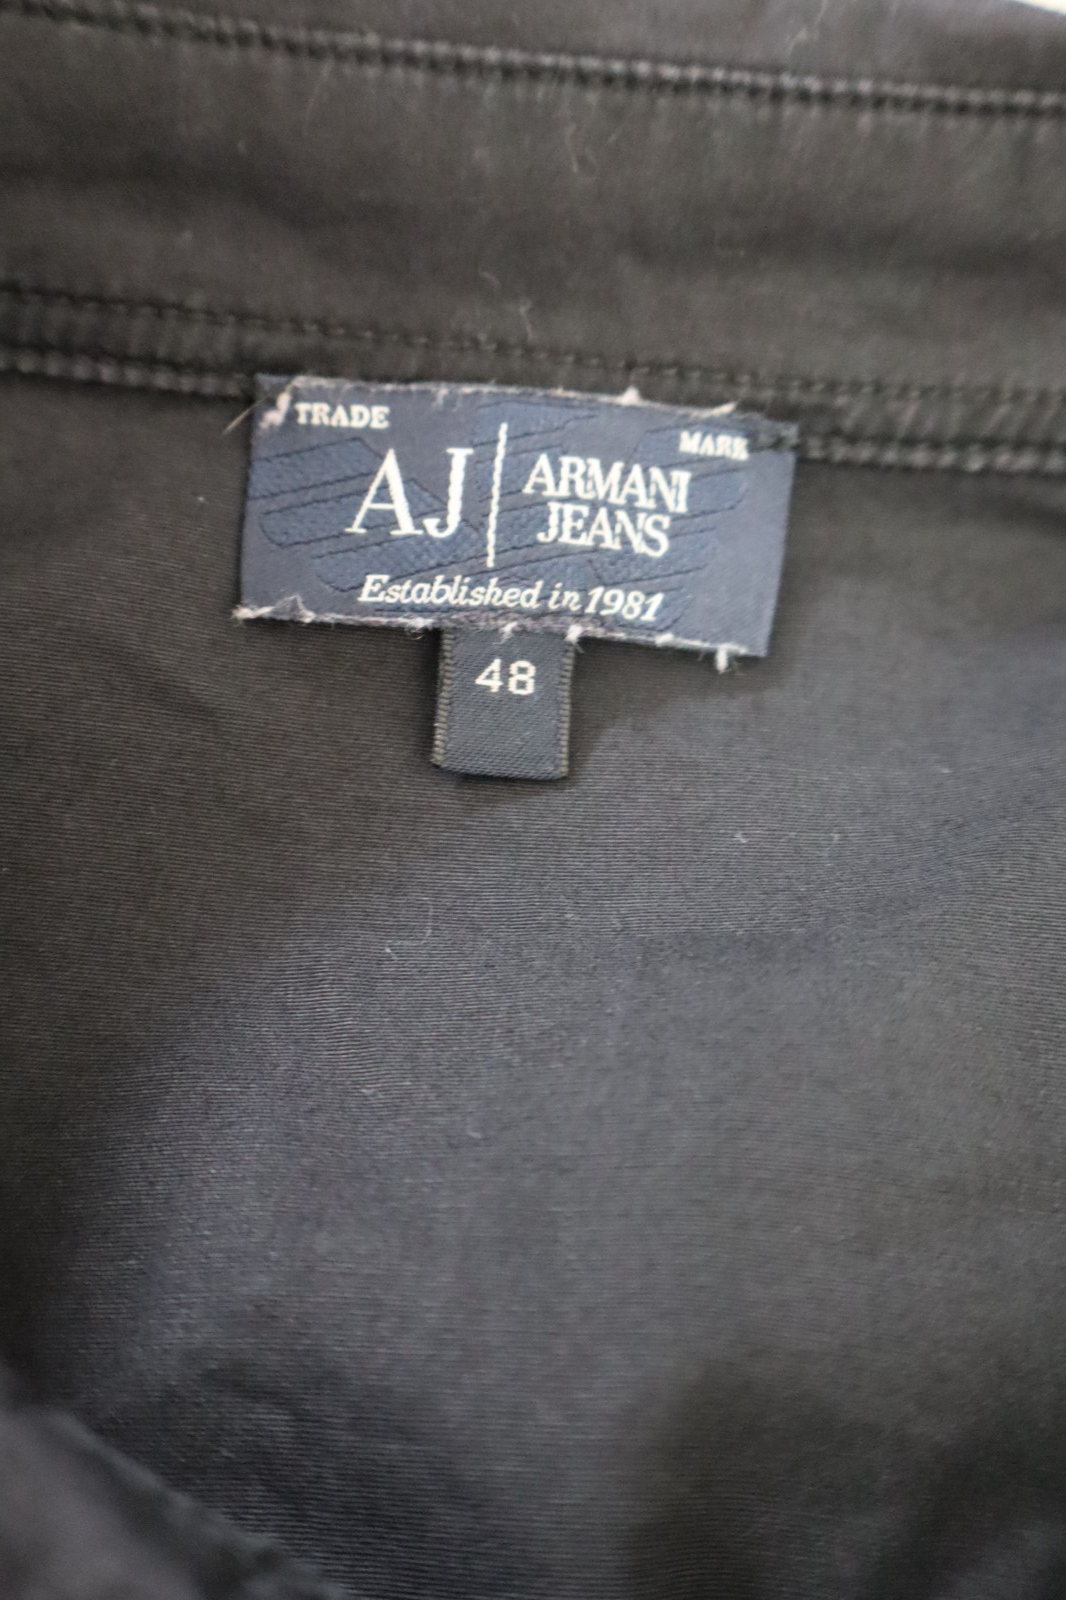 TRADE MARK
AJ | ARMANI
JEANS
Established in 1981
48